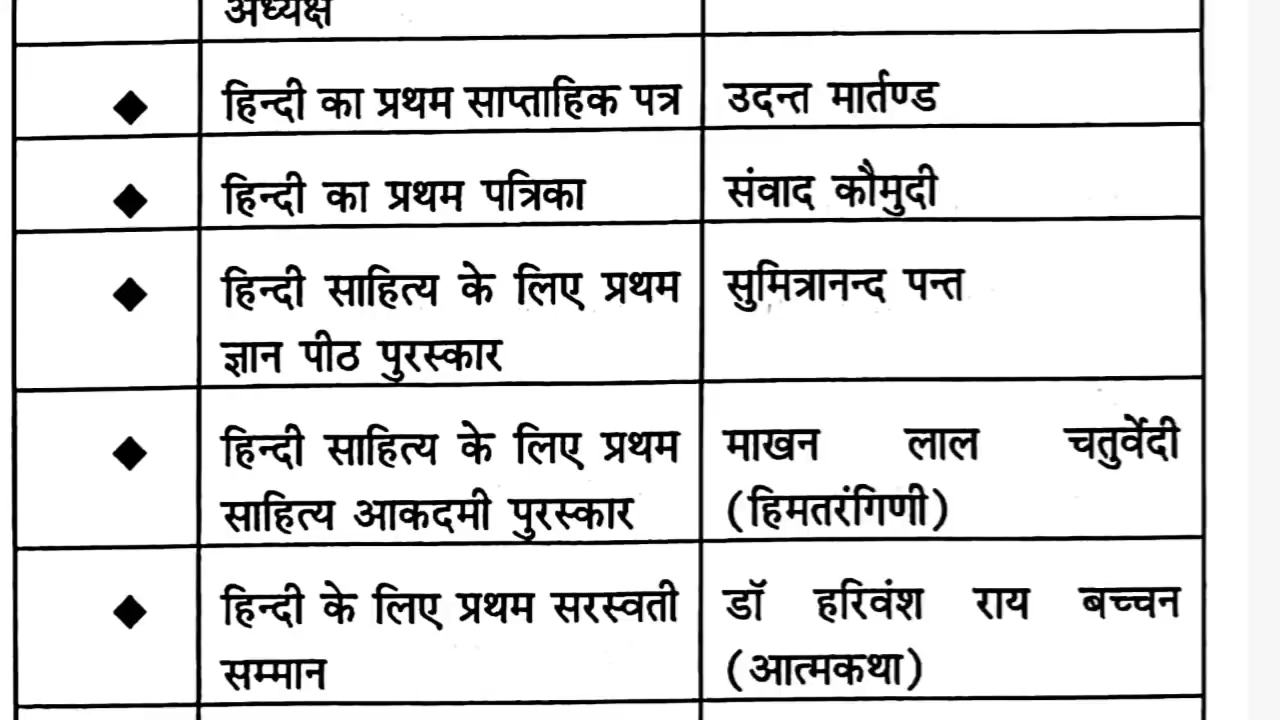 अध्यक्ष
हिन्दी का प्रथम साप्ताहिक पत्र उदन्त मार्तण्ड
हिन्दी का प्रथम पत्रिका संवाद कौमुदी
हिन्दी साहित्य के लिए प्रथम सुमित्रानन्द पन्त
ज्ञान पीठ पुरस्कार
हिन्दी साहित्य के लिए प्रथम माखन लाल चतुर्वेदी
साहित्य आकदमी पुरस्कार (हिमतरंगिणी)
हिन्दी के लिए प्रथम सरस्वती डॉ हरिवंश राय बच्चन
सम्मान (आत्मकथा)